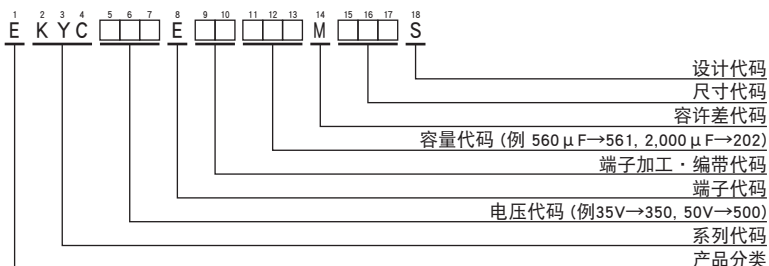 1 2 3 4 5 6 7 8 9 10 11 12 13 14 15 16 17 18
E K Y C E M S
设计代码
尺寸代码
容许差代码
容量代码 (例 560μF→561, 2,000μF→202)
端子加工・编带代码
端子代码
电压代码 (例35V→350, 50V→500)
系列代码
产品分类